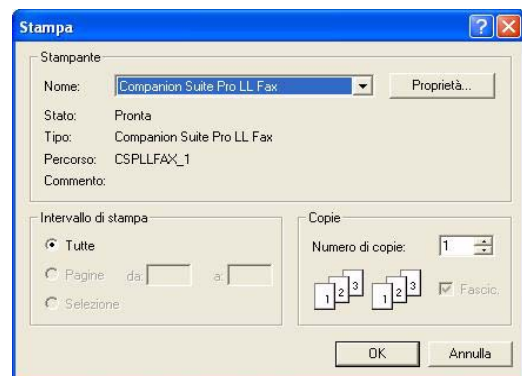 Stampa
Stampante
Nome: Companion Suite Pro LL Fax Proprietà...
Stato: Pronta
Tipo: Companion Suite Pro LL Fax
Percorso: CSPLLFAX_1
Commento:
Intervallo di stampa
Tutte
Pagine da: a:
Selezione
Copie
Numero di copie: 1
1 2 3 1 2 3
Fascic.
OK Annulla